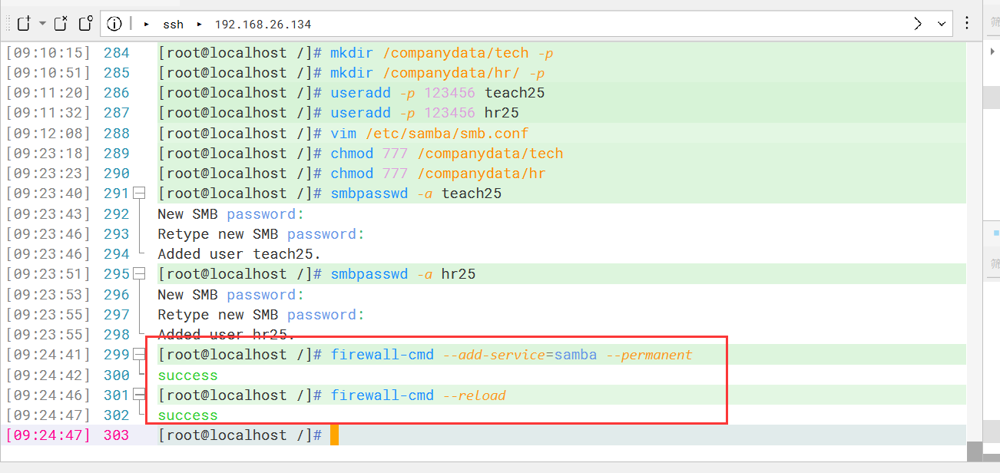 ssh 192.168.26.134
[09:10:15] 284 [root@localhost /]# mkdir /companydata/tech -p
[09:10:51] 285 [root@localhost /]# mkdir /companydata/hr/ -p
[09:11:20] 286 [root@localhost /]# useradd -p 123456 teach25
[09:11:32] 287 [root@localhost /]# useradd -p 123456 hr25
[09:12:08] 288 [root@localhost /]# vim /etc/samba/smb.conf
[09:23:18] 289 [root@localhost /]# chmod 777 /companydata/tech
[09:23:23] 290 [root@localhost /]# chmod 777 /companydata/hr
[09:23:40] 291 [root@localhost /]# smbpasswd -a teach25
[09:23:43] 292 New SMB password:
[09:23:46] 293 Retype new SMB password:
[09:23:46] 294 Added user teach25.
[09:23:51] 295 [root@localhost /]# smbpasswd -a hr25
[09:23:53] 296 New SMB password:
[09:23:55] 297 Retype new SMB password:
[09:23:55] 298 Added user hr25.
[09:24:41] 299 [root@localhost /]# firewall-cmd --add-service=samba --permanent
[09:24:42] 300 success
[09:24:46] 301 [root@localhost /]# firewall-cmd --reload
[09:24:47] 302 success
[09:24:47] 303 [root@localhost /]#